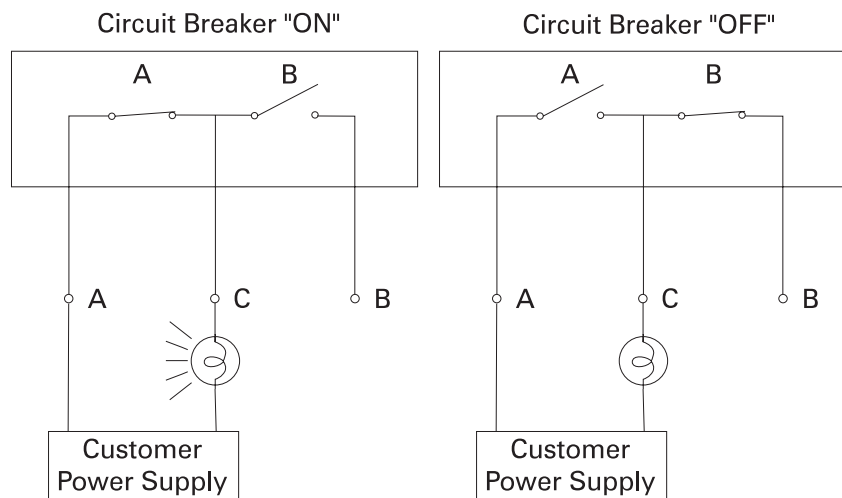 Circuit Breaker "ON"
A
B
A
C
B
Customer
Power Supply
Circuit Breaker "OFF"
A
B
A
C
B
Customer
Power Supply